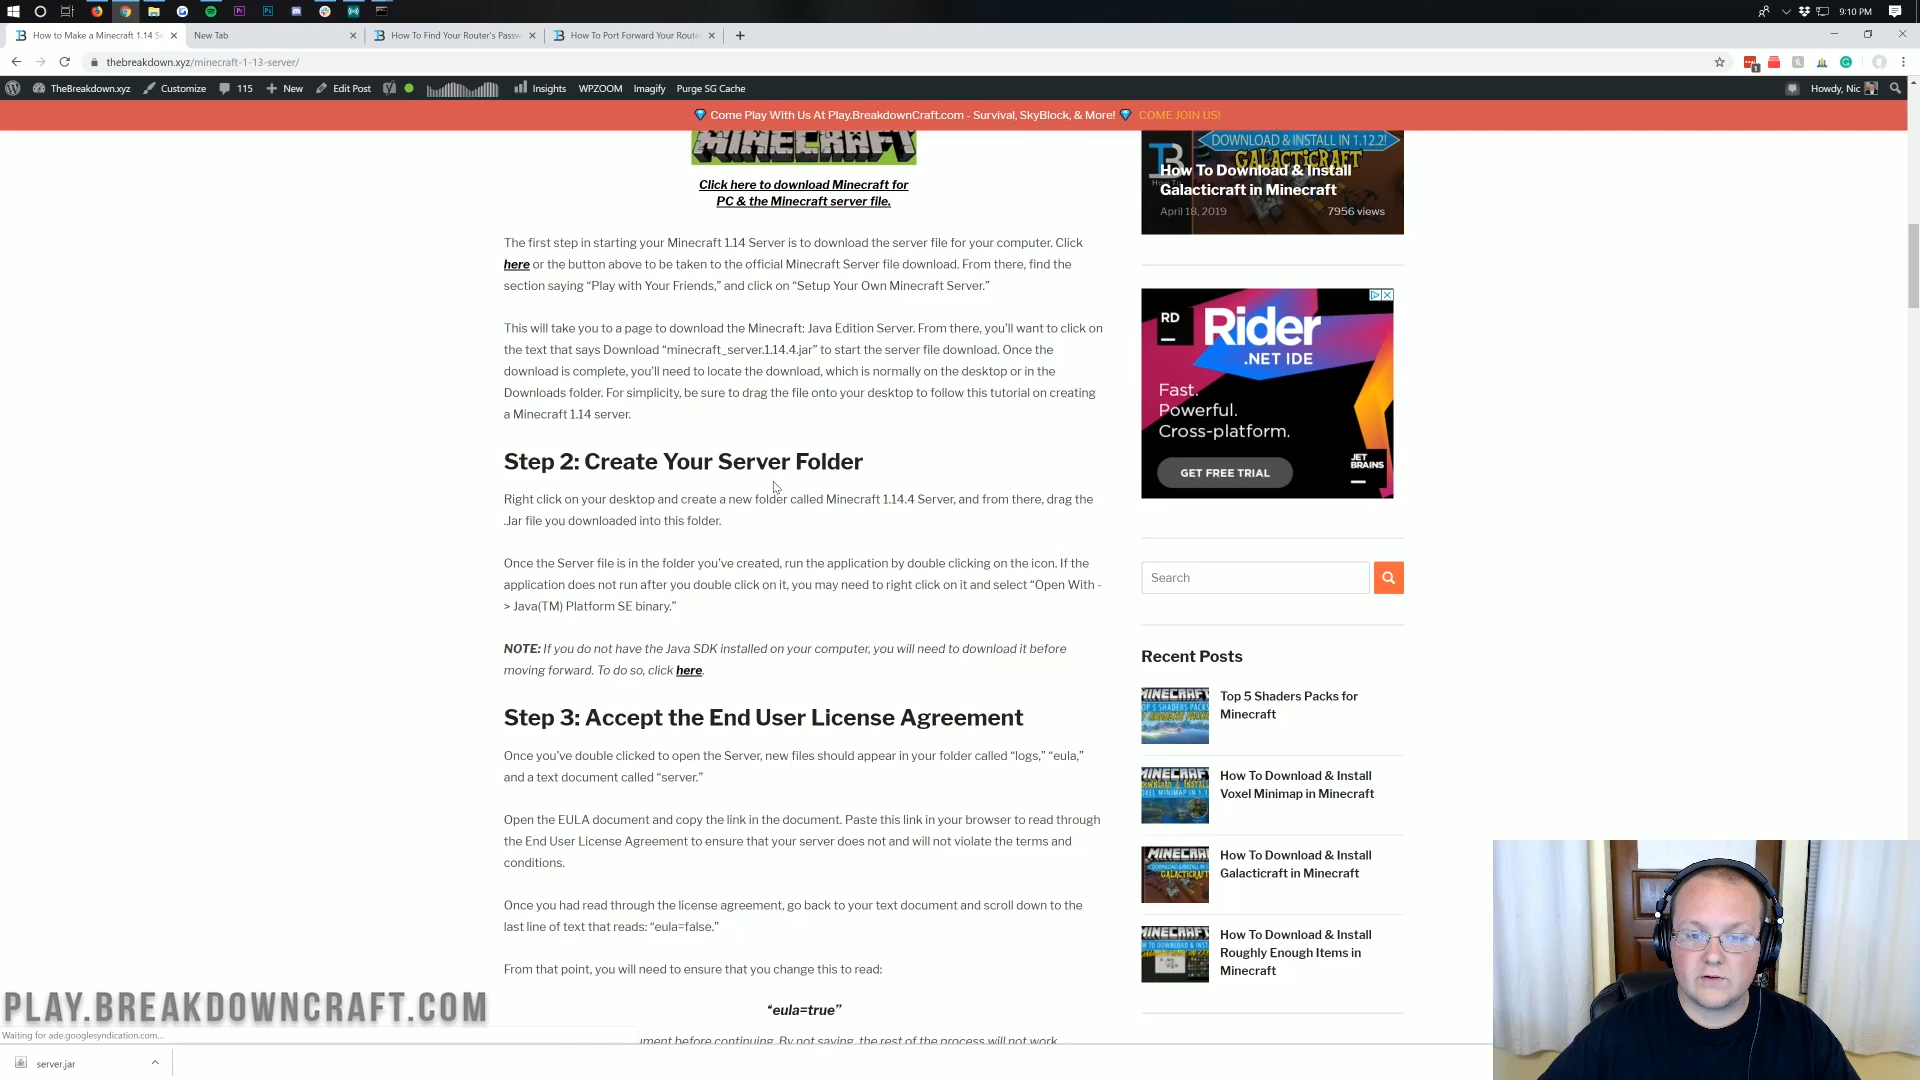 9:10 PM
How to Make a Minecraft 1.14 Se
New Tab
How To Find Your Router's Passw
How To Port Forward Your Route
thebreakdown.xyz/minecraft-1-13-server/
TheBreakdown.xyz
Customize
115
New
Edit Post
Insights
WPZOOM
Imagify
Purge SG Cache
Howdy, Nic
Come Play With Us At Play.BreakdownCraft.com - Survival, SkyBlock, & More!
COME JOIN US!
MINECRAFT
Click here to download Minecraft for
PC & the Minecraft server file.
The first step in starting your Minecraft 1.14 Server is to download the server file for your computer. Click
here or the button above to be taken to the official Minecraft Server file download. From there, find the
section saying “Play with Your Friends,” and click on “Setup Your Own Minecraft Server.”
This will take you to a page to download the Minecraft: Java Edition Server. From there, you’ll want to click on
the text that says Download “minecraft_server.1.14.4.jar” to start the server file download. Once the
download is complete, you’ll need to locate the download, which is normally on the desktop or in the
Downloads folder. For simplicity, be sure to drag the file onto your desktop to follow this tutorial on creating
a Minecraft 1.14 server.
Step 2: Create Your Server Folder
Right click on your desktop and create a new folder called Minecraft 1.14.4 Server, and from there, drag the
.Jar file you downloaded into this folder.
Once the Server file is in the folder you’ve created, run the application by double clicking on the icon. If the
application does not run after you double click on it, you may need to right click on it and select “Open With -
> Java(TM) Platform SE binary.”
NOTE: If you do not have the Java SDK installed on your computer, you will need to download it before
moving forward. To do so, click here.
Step 3: Accept the End User License Agreement
Once you’ve double clicked to open the Server, new files should appear in your folder called “logs,” “eula,”
and a text document called “server.”
Open the EULA document and copy the link in the document. Paste this link in your browser to read through
the End User License Agreement to ensure that your server does not and will not violate the terms and
conditions.
Once you had read through the license agreement, go back to your text document and scroll down to the
last line of text that reads: “eula=false.”
From that point, you will need to ensure that you change this to read:
“eula=true”
ument before continuing. By not saving, the rest of the process will not work
DOWNLOAD & INSTALL IN 1.12.2!
GALACTICRAFT
How To Download & Install
Galacticraft in Minecraft
April 18, 2019
7956 views
RD
Rider
.NET IDE
Fast.
Powerful.
Cross-platform.
GET FREE TRIAL
JET
BRAINS
Search
Recent Posts
Top 5 Shaders Packs for
Minecraft
How To Download & Install
Voxel Minimap in Minecraft
How To Download & Install
Galacticraft in Minecraft
How To Download & Install
Roughly Enough Items in
Minecraft
PLAY.BREAKDOWNCRAFT.COM
Waiting for ade.googlesyndication.com...
server.jar